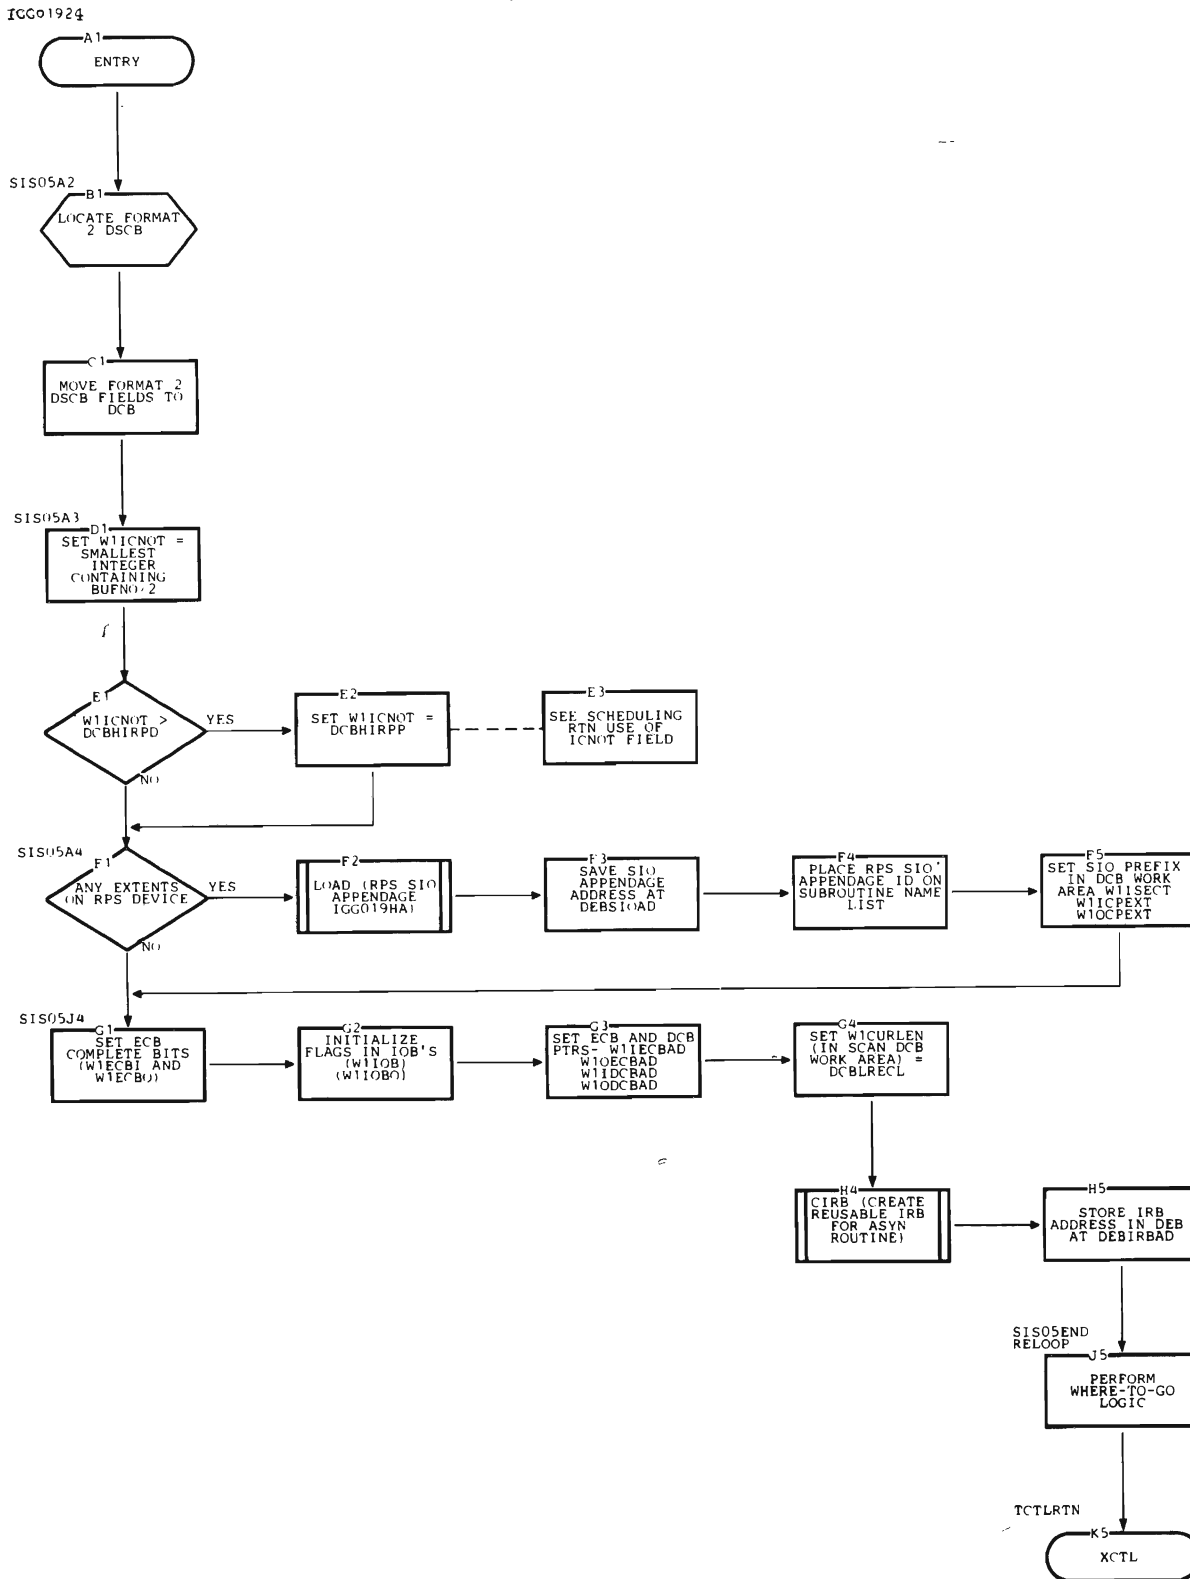 IGG01924
A1
ENTRY
SIS05A2
B1
LOCATE FORMAT
2 DSCB
C1
MOVE FORMAT 2
DSCB FIELDS TO
DCB
SIS05A3
D1
SET W1ICNOT =
SMALLEST
INTEGER
CONTAINING
BUFNO/2
E1
W1ICNOT >
DCBHIRPD
YES
NO
E2
SET W1ICNOT =
DCBHIRPP
E3
SEE SCHEDULING
RTN USE OF
ICNOT FIELD
SIS05A4
F1
ANY EXTENTS
ON RPS DEVICE
YES
NO
F2
LOAD (RPS SIO
APPENDAGE
IGG019HA)
F3
SAVE SIO
APPENDAGE
ADDRESS AT
DEBSIOAD
F4
PLACE RPS SIO'
APPENDAGE ID ON
SUBROUTINE NAME
LIST
F5
SET SIO PREFIX
IN DCB WORK
AREA W1ISECT
W1ICPEXT
W1OCPEXT
SIS05J4
G1
SET ECB
COMPLETE BITS
(W1ECBI AND
W1ECBO)
G2
INITIALIZE
FLAGS IN IOB'S
(W1IOB)
(W1IOBO)
G3
SET ECB AND DCB
PTRS- W1IECBAD
W1OECBAD
W1IDCBAD
W1ODCBAD
G4
SET W1CURLEN
(IN SCAN DCB
WORK AREA) =
DCBLRECL
H4
CIRB (CREATE
REUSABLE IRB
FOR ASYN
ROUTINE)
H5
STORE IRB
ADDRESS IN DEB
AT DEBIRBAD
SIS05END
RELOOP
J5
PERFORM
WHERE-TO-GO
LOGIC
TCTLRTN
K5
XCTL